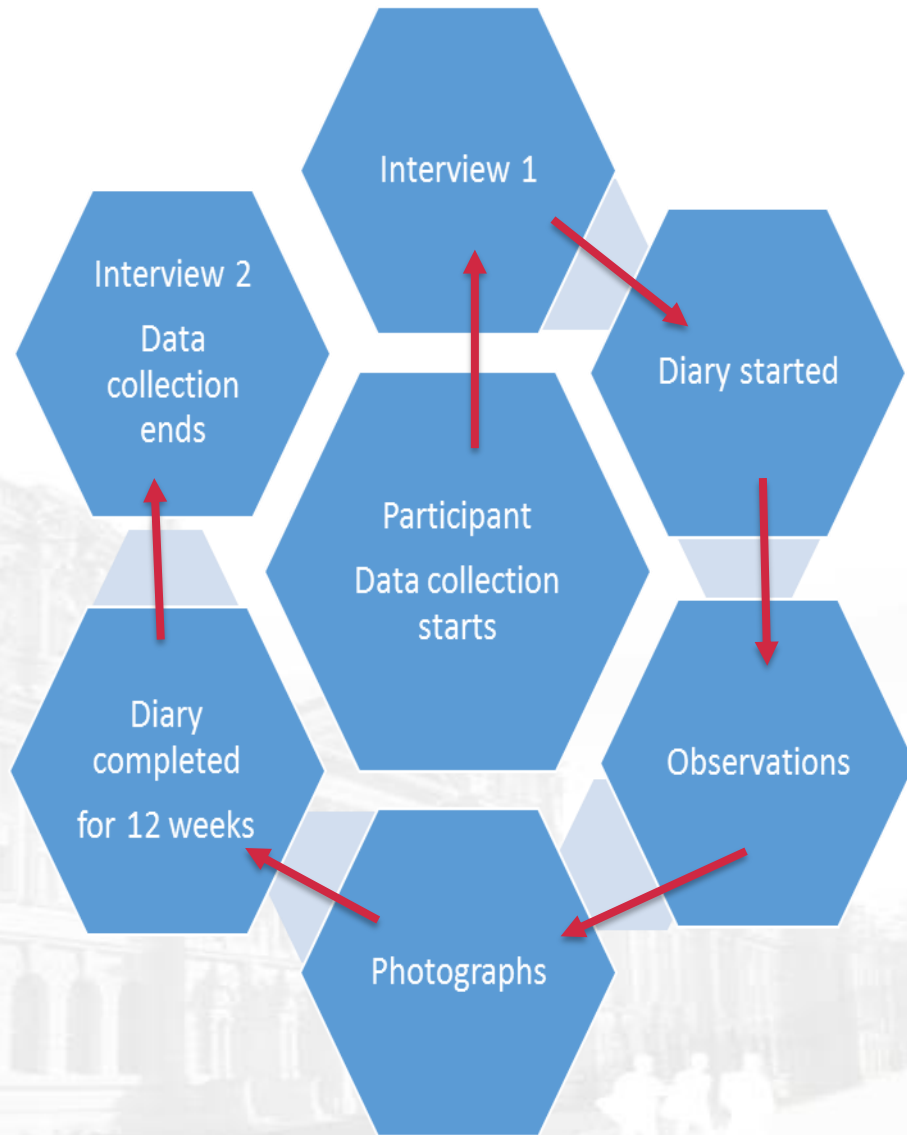 Participant
Data collection
starts
Interview 1
Diary started
Observations
Photographs
Diary
completed
for 12 weeks
Interview 2
Data
collection
ends